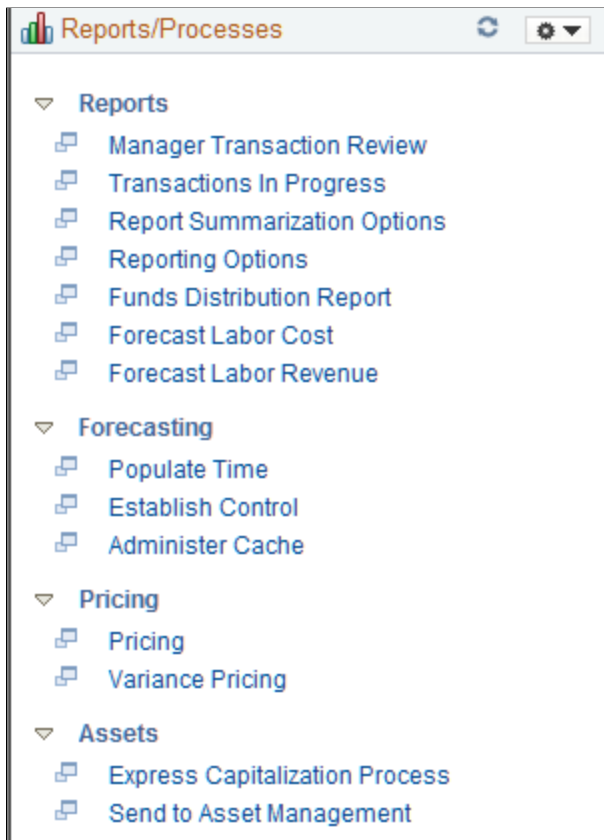 Reports/Processes
Reports
Manager Transaction Review
Transactions In Progress
Report Summarization Options
Reporting Options
Funds Distribution Report
Forecast Labor Cost
Forecast Labor Revenue
Forecasting
Populate Time
Establish Control
Administer Cache
Pricing
Pricing
Variance Pricing
Assets
Express Capitalization Process
Send to Asset Management